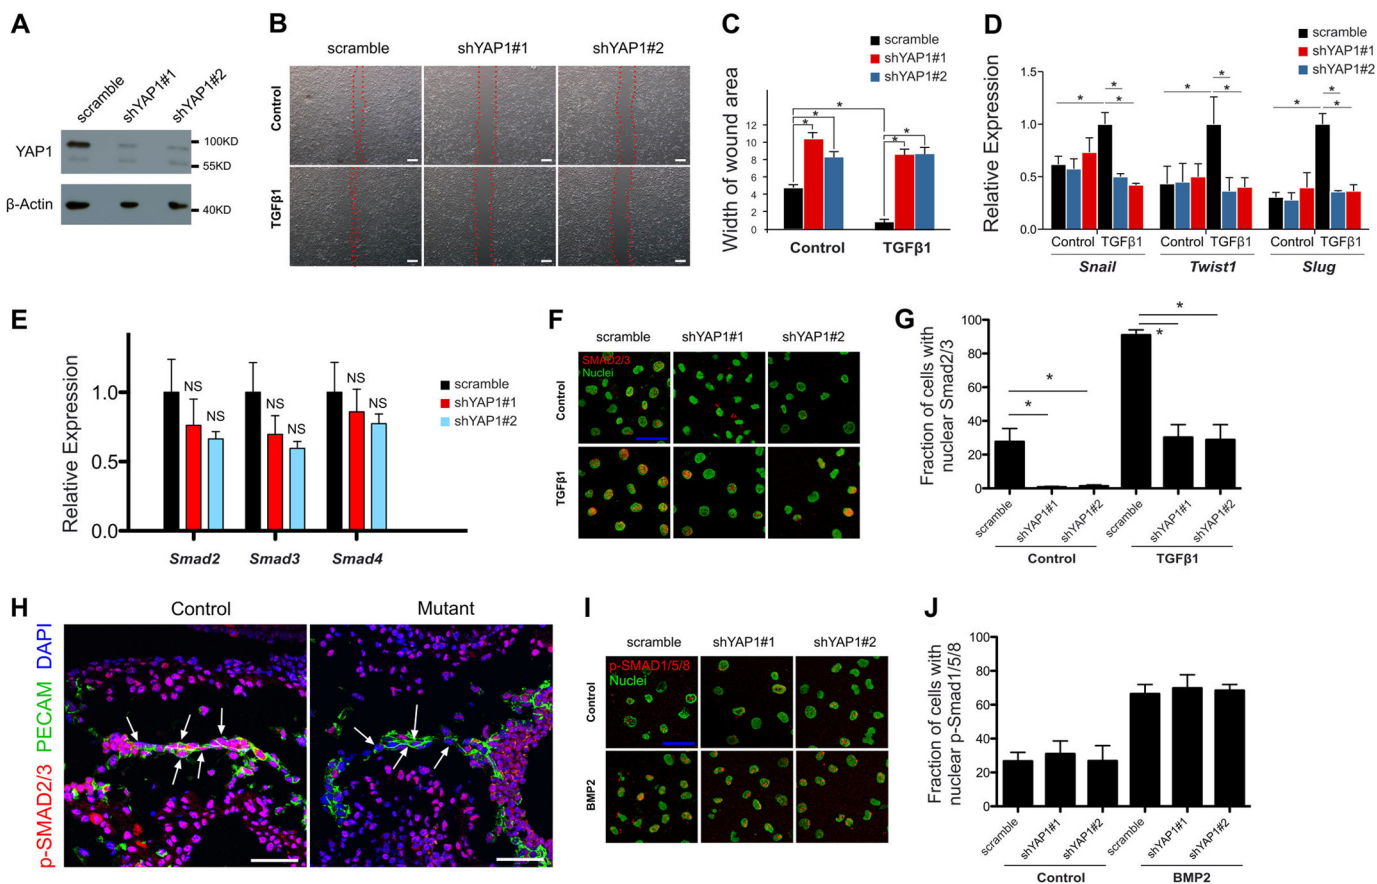 A
scramble
shYAP1#1
shYAP1#2
YAP1
100KD
55KD
β-Actin
40KD
B
scramble
shYAP1#1
shYAP1#2
Control
TGFβ1
C
scramble
shYAP1#1
shYAP1#2
Width of wound area
12
10
8
6
4
2
0
*
*
*
*
*
Control
TGFβ1
D
scramble
shYAP1#1
shYAP1#2
Relative Expression
1.5
1.0
0.5
0.0
*
*
*
*
*
*
*
*
*
Control TGFβ1
Control TGFβ1
Control TGFβ1
Snail
Twist1
Slug
E
Relative Expression
1.0
0.5
0.0
NS
NS
NS
NS
NS
NS
scramble
shYAP1#1
shYAP1#2
Smad2
Smad3
Smad4
F
scramble
shYAP1#1
shYAP1#2
SMAD2/3
Nuclei
Control
TGFβ1
G
Fraction of cells with
nuclear Smad2/3
100
80
60
40
20
0
*
*
*
*
scramble
shYAP1#1
shYAP1#2
scramble
shYAP1#1
shYAP1#2
Control
TGFβ1
H
Control
Mutant
p-SMAD2/3 PECAM DAPI
I
scramble
shYAP1#1
shYAP1#2
p-SMAD1/5/8
Nuclei
Control
BMP2
J
Fraction of cells with
nuclear p-Smad1/5/8
100
80
60
40
20
0
scramble
shYAP1#1
shYAP1#2
scramble
shYAP1#1
shYAP1#2
Control
BMP2